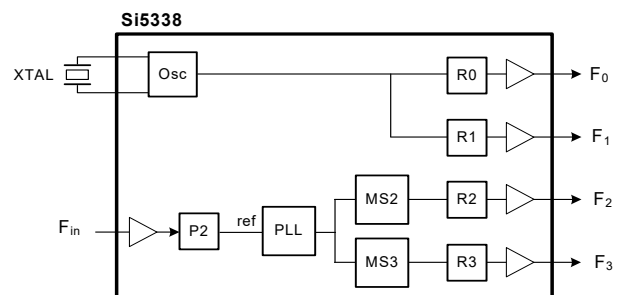 Si5338
XTAL
Osc
R0
F0
R1
F1
Fin
P2
ref
PLL
MS2
R2
F2
MS3
R3
F3